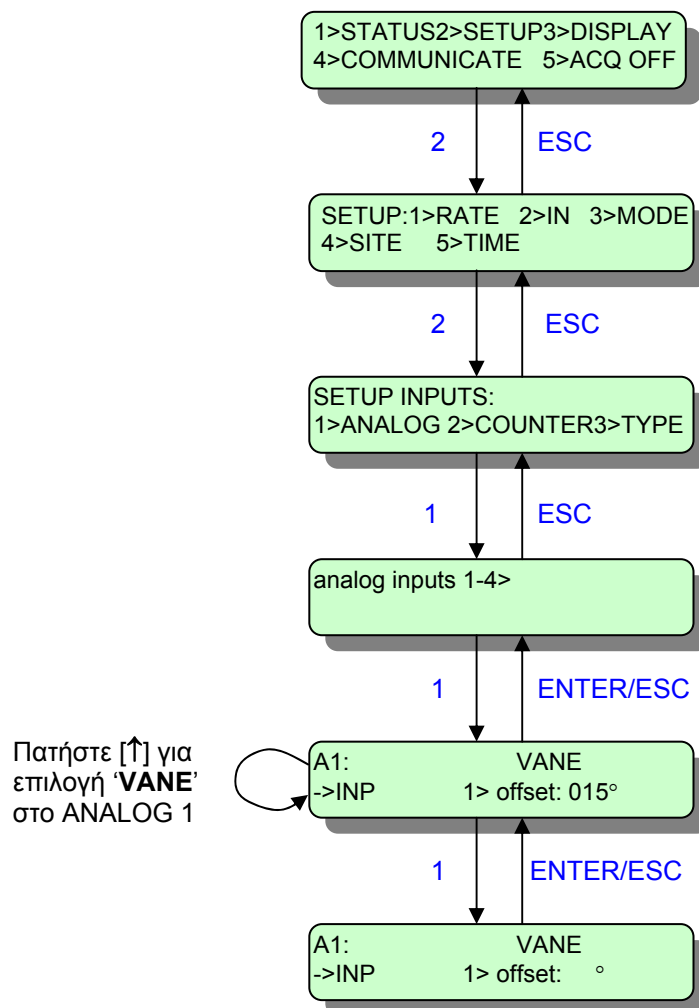 1>STATUS2>SETUP3>DISPLAY
4>COMMUNICATE 5>ACQ OFF
2 ESC
SETUP:1>RATE 2>IN 3>MODE
4>SITE 5>TIME
2 ESC
SETUP INPUTS:
1>ANALOG 2>COUNTER3>TYPE
1 ESC
analog inputs 1-4>
1 ENTER/ESC
Πατήστε [↑] για
επιλογή ‘VANE’
στο ANALOG 1
A1: VANE
->INP 1> offset: 015°
1 ENTER/ESC
A1: VANE
->INP 1> offset: °